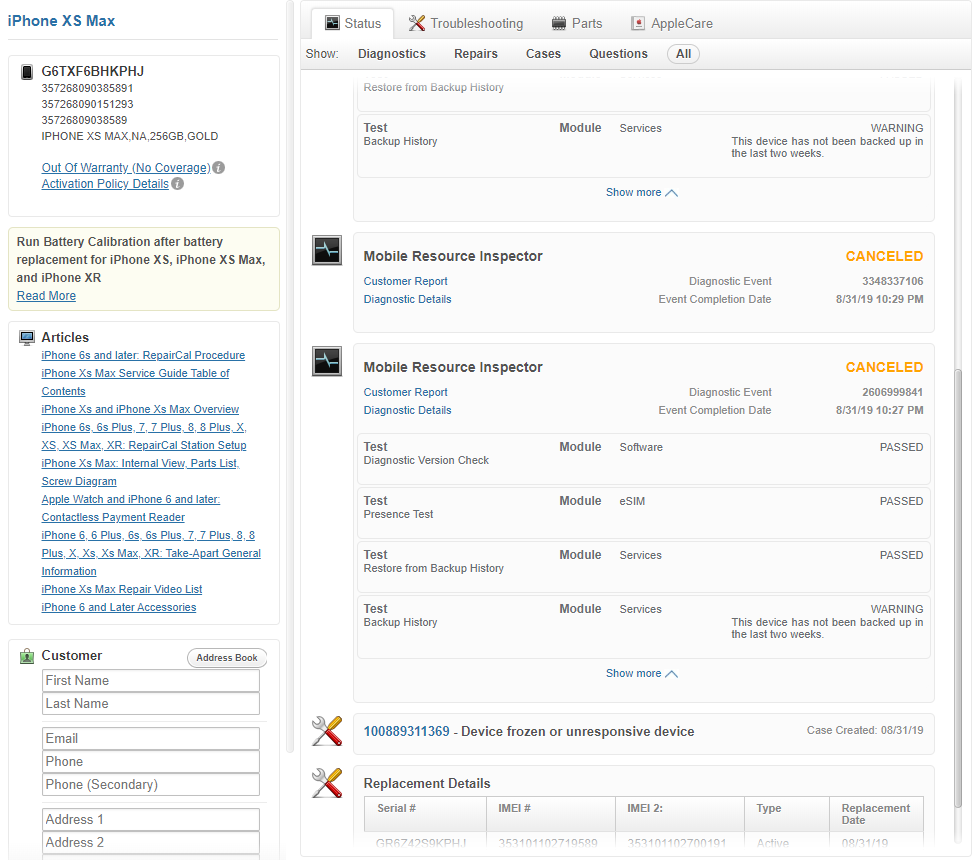 iPhone XS Max
G6TXF6BHKPHJ
357268090385891
357268090151293
35726809038589
IPHONE XS MAX,NA,256GB,GOLD
Out Of Warranty (No Coverage)
Activation Policy Details
Run Battery Calibration after battery
replacement for iPhone XS, iPhone XS Max,
and iPhone XR
Read More
Articles
iPhone 6s and later: RepairCal Procedure
iPhone Xs Max Service Guide Table of
Contents
iPhone Xs and iPhone Xs Max Overview
iPhone 6s, 6s Plus, 7, 7 Plus, 8, 8 Plus, X,
XS, XS Max, XR: RepairCal Station Setup
iPhone Xs Max: Internal View, Parts List,
Screw Diagram
Apple Watch and iPhone 6 and later:
Contactless Payment Reader
iPhone 6, 6 Plus, 6s, 6s Plus, 7, 7 Plus, 8, 8
Plus, X, Xs, Xs Max, XR: Take-Apart General
Information
iPhone Xs Max Repair Video List
iPhone 6 and Later Accessories
Customer Address Book
First Name
Last Name
Email
Phone
Phone (Secondary)
Address 1
Address 2
Status Troubleshooting Parts AppleCare
Show: Diagnostics Repairs Cases Questions All
Restore from Backup History
Test Module Services WARNING
Backup History This device has not been backed up in
the last two weeks.
Show more
Mobile Resource Inspector CANCELED
Customer Report Diagnostic Event 3348337106
Diagnostic Details Event Completion Date 8/31/19 10:29 PM
Mobile Resource Inspector CANCELED
Customer Report Diagnostic Event 2606999841
Diagnostic Details Event Completion Date 8/31/19 10:27 PM
Test Module Software PASSED
Diagnostic Version Check
Test Module eSIM PASSED
Presence Test
Test Module Services PASSED
Restore from Backup History
Test Module Services WARNING
Backup History This device has not been backed up in
the last two weeks.
Show more
100889311369 - Device frozen or unresponsive device Case Created: 08/31/19
Replacement Details
Serial # IMEI # IMEI 2: Type Replacement
Date
GR6Z42S9KPHJ 353101102719589 353101102700191 Active 08/31/19